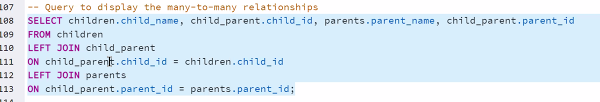 107 -- Query to display the many-to-many relationships
108 SELECT children.child_name, child_parent.child_id, parents.parent_name, child_parent.parent_id
109 FROM children
110 LEFT JOIN child_parent
111 ON child_parent.child_id = children.child_id
112 LEFT JOIN parents
113 ON child_parent.parent_id = parents.parent_id;
114